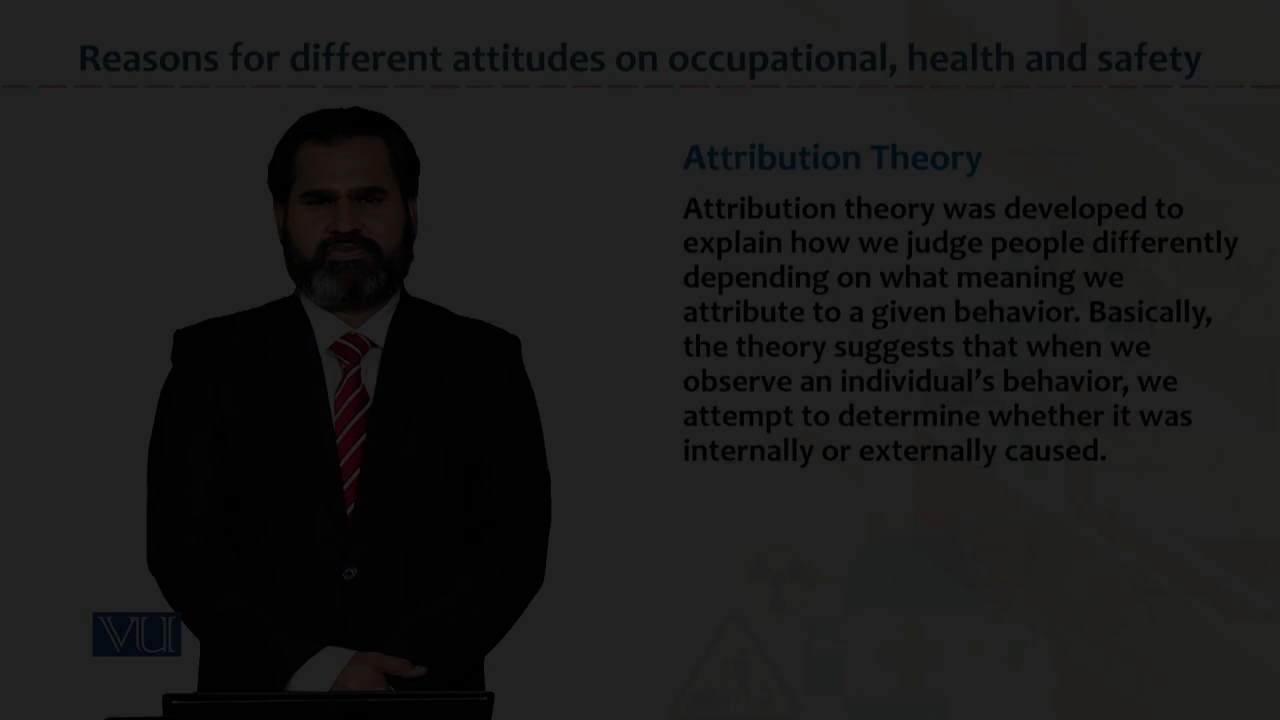 Reasons for different attitudes on occupational, health and safety
Attribution Theory
Attribution theory was developed to
explain how we judge people differently
depending on what meaning we
attribute to a given behavior. Basically,
the theory suggests that when we
observe an individual’s behavior, we
attempt to determine whether it was
internally or externally caused.
VU